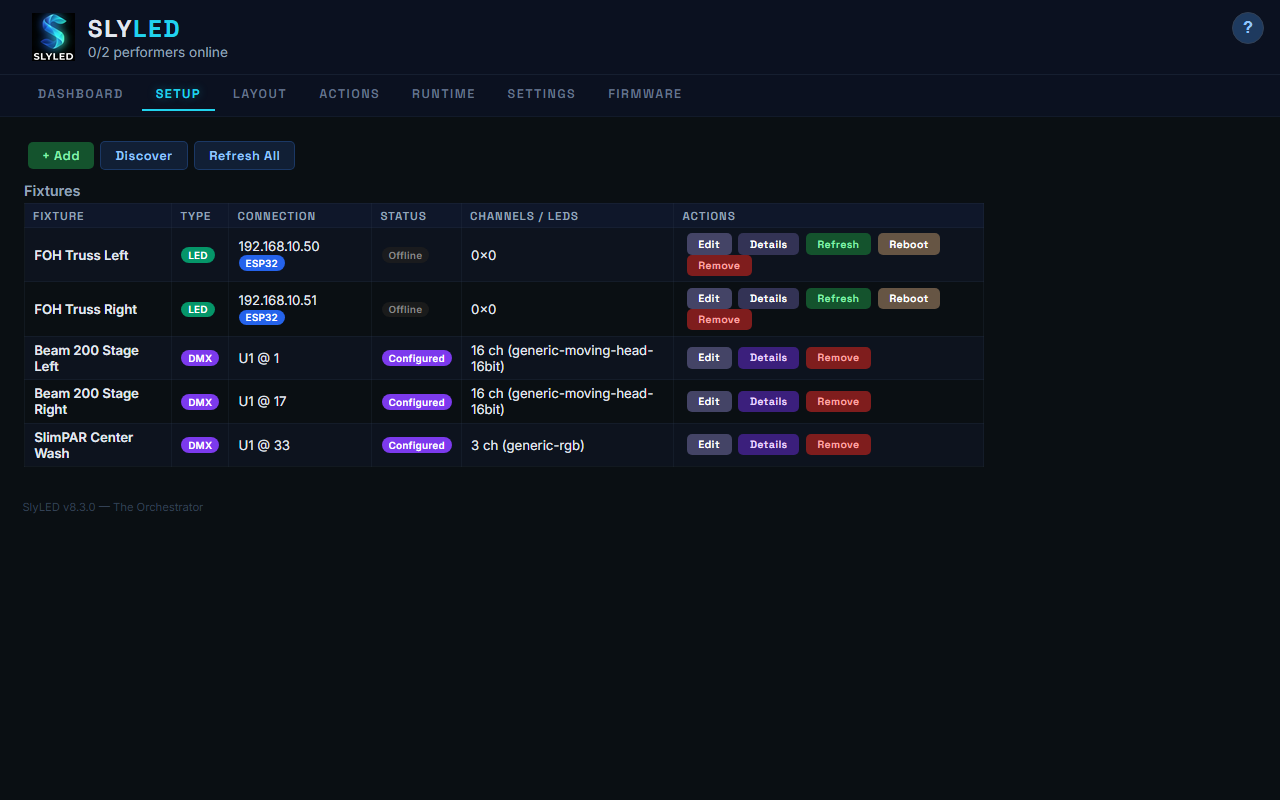 SLYLED
SLYLED
0/2 performers online
?
DASHBOARD SETUP LAYOUT ACTIONS RUNTIME SETTINGS FIRMWARE
+ Add Discover Refresh All
Fixtures
FIXTURE TYPE CONNECTION STATUS CHANNELS / LEDS ACTIONS
FOH Truss Left LED 192.168.10.50 ESP32 Offline 0×0 Edit Details Refresh Reboot
Remove
FOH Truss Right LED 192.168.10.51 ESP32 Offline 0×0 Edit Details Refresh Reboot
Remove
Beam 200 Stage
Left
DMX U1 @ 1 Configured
16 ch (generic-moving-head-
16bit)
Edit Details Remove
Beam 200 Stage
Right
DMX U1 @ 17 Configured
16 ch (generic-moving-head-
16bit)
Edit Details Remove
SlimPAR Center
Wash
DMX U1 @ 33 Configured 3 ch (generic-rgb) Edit Details Remove
SlyLED v8.3.0 — The Orchestrator